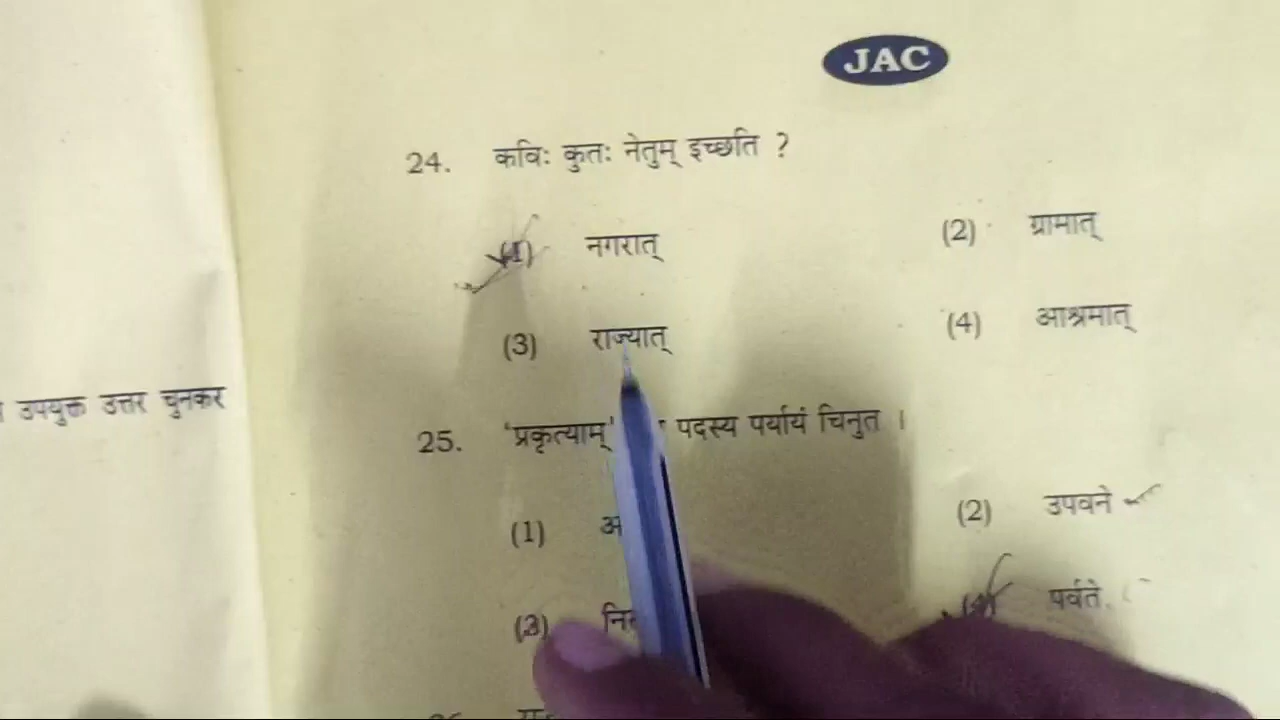 JAC
24. कविः कुतः नेतुम् इच्छति ?
(1) नगरात्
(2) ग्रामात्
(3) राज्यात्
(4) आश्रमात्
उपयुक्त उत्तर चुनकर
25. 'प्रकृत्याम्' पदस्य पर्यायं चिनुत ।
(1)
(2) उपवने
(3)
पर्वते